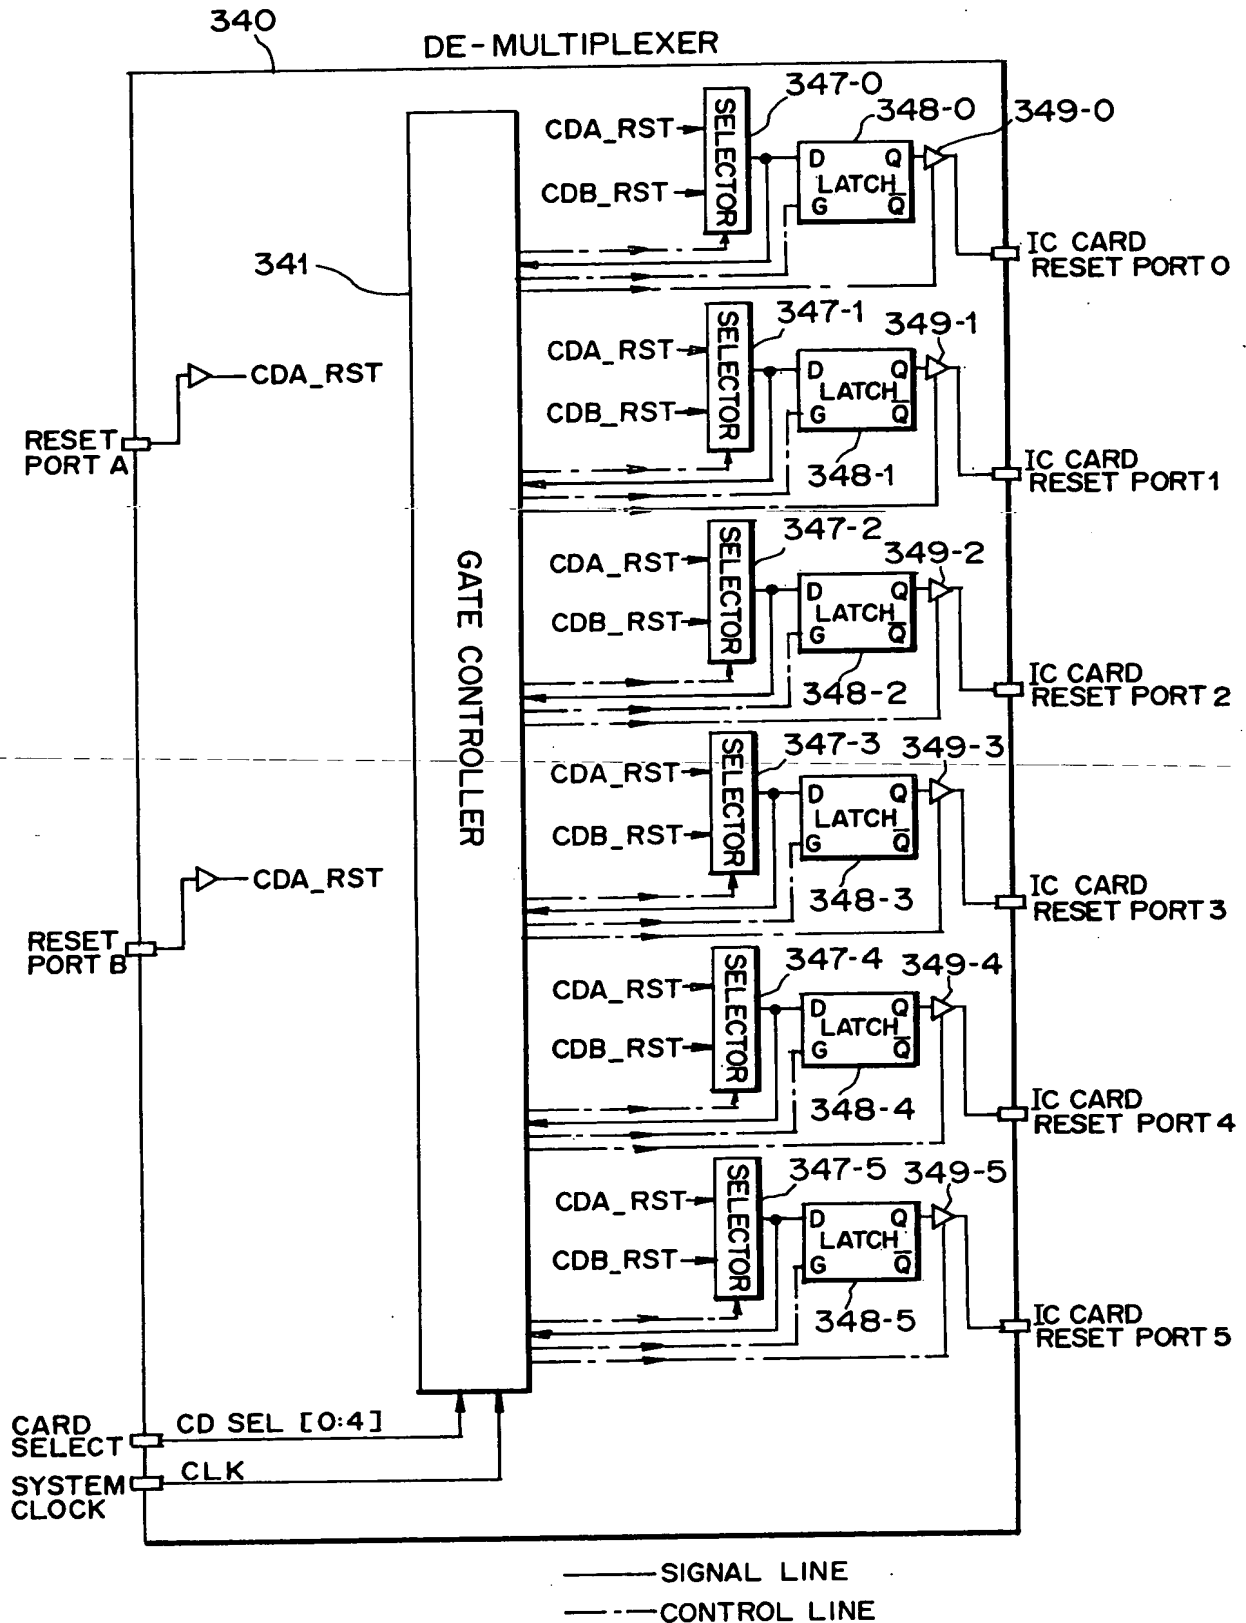 340
DE-MULTIPLEXER
347-0
348-0
349-0
CDA_RST
CDB_RST
SELECTOR
D Q
LATCH
G Q̅
IC CARD
RESET PORT 0
341
347-1
349-1
CDA_RST
CDB_RST
SELECTOR
D Q
LATCH
G Q̅
348-1
IC CARD
RESET PORT 1
CDA_RST
RESET
PORT A
GATE CONTROLLER
347-2
349-2
CDA_RST
CDB_RST
SELECTOR
D Q
LATCH
G Q̅
348-2
IC CARD
RESET PORT 2
347-3
349-3
CDA_RST
CDB_RST
SELECTOR
D Q
LATCH
G Q̅
348-3
IC CARD
RESET PORT 3
CDA_RST
RESET
PORT B
347-4
349-4
CDA_RST
CDB_RST
SELECTOR
D Q
LATCH
G Q̅
348-4
IC CARD
RESET PORT 4
347-5
349-5
CDA_RST
CDB_RST
SELECTOR
D Q
LATCH
G Q̅
348-5
IC CARD
RESET PORT 5
CARD
SELECT
CD SEL [0:4]
SYSTEM
CLOCK
CLK
SIGNAL LINE
CONTROL LINE